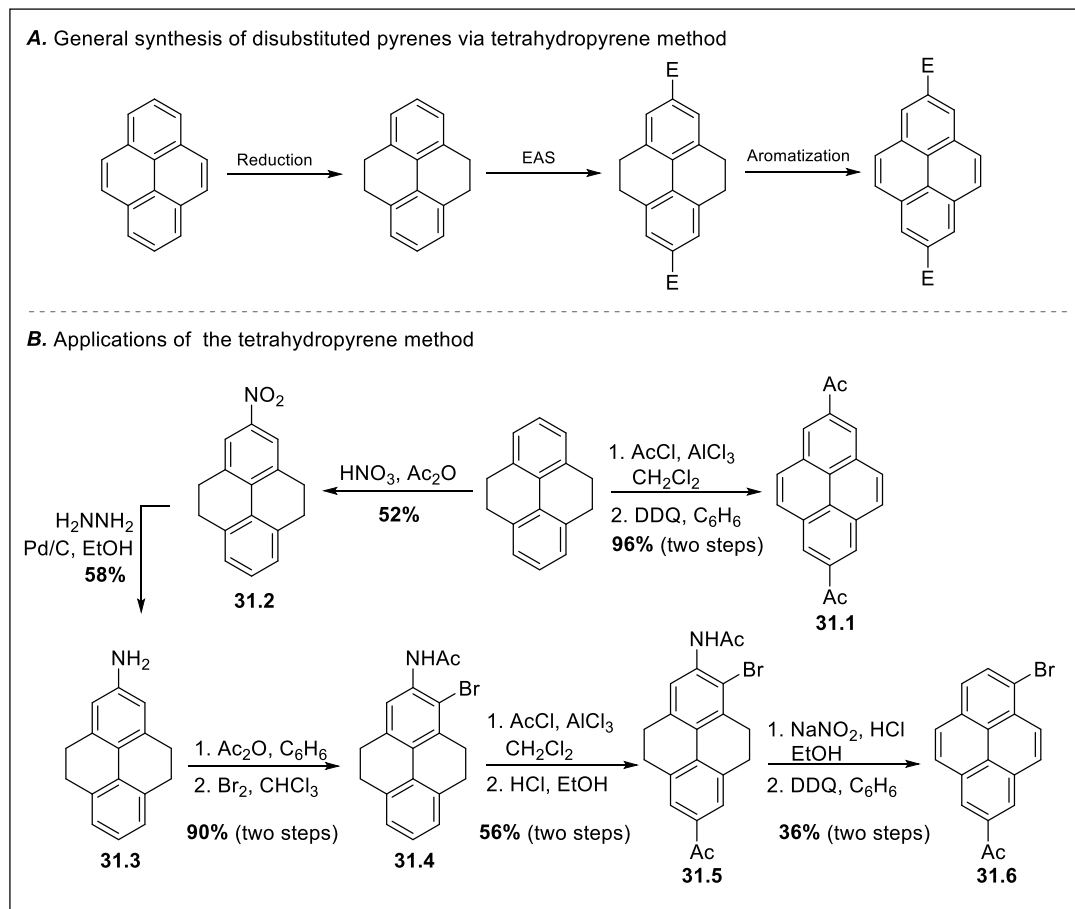 A. General synthesis of disubstituted pyrenes via tetrahydropyrene method
E
E
Reduction
EAS
Aromatization
E
E
B. Applications of the tetrahydropyrene method
NO2
Ac
HNO3, Ac2O
52%
1. AcCl, AlCl3
CH2Cl2
2. DDQ, C6H6
96% (two steps)
H2NNH2
Pd/C, EtOH
58%
31.2
Ac
31.1
NH2
NHAc
Br
NHAc
Br
Br
1. Ac2O, C6H6
2. Br2, CHCl3
90% (two steps)
1. AcCl, AlCl3
CH2Cl2
2. HCl, EtOH
56% (two steps)
1. NaNO2, HCl
EtOH
2. DDQ, C6H6
36% (two steps)
31.3
31.4
Ac
31.5
Ac
31.6